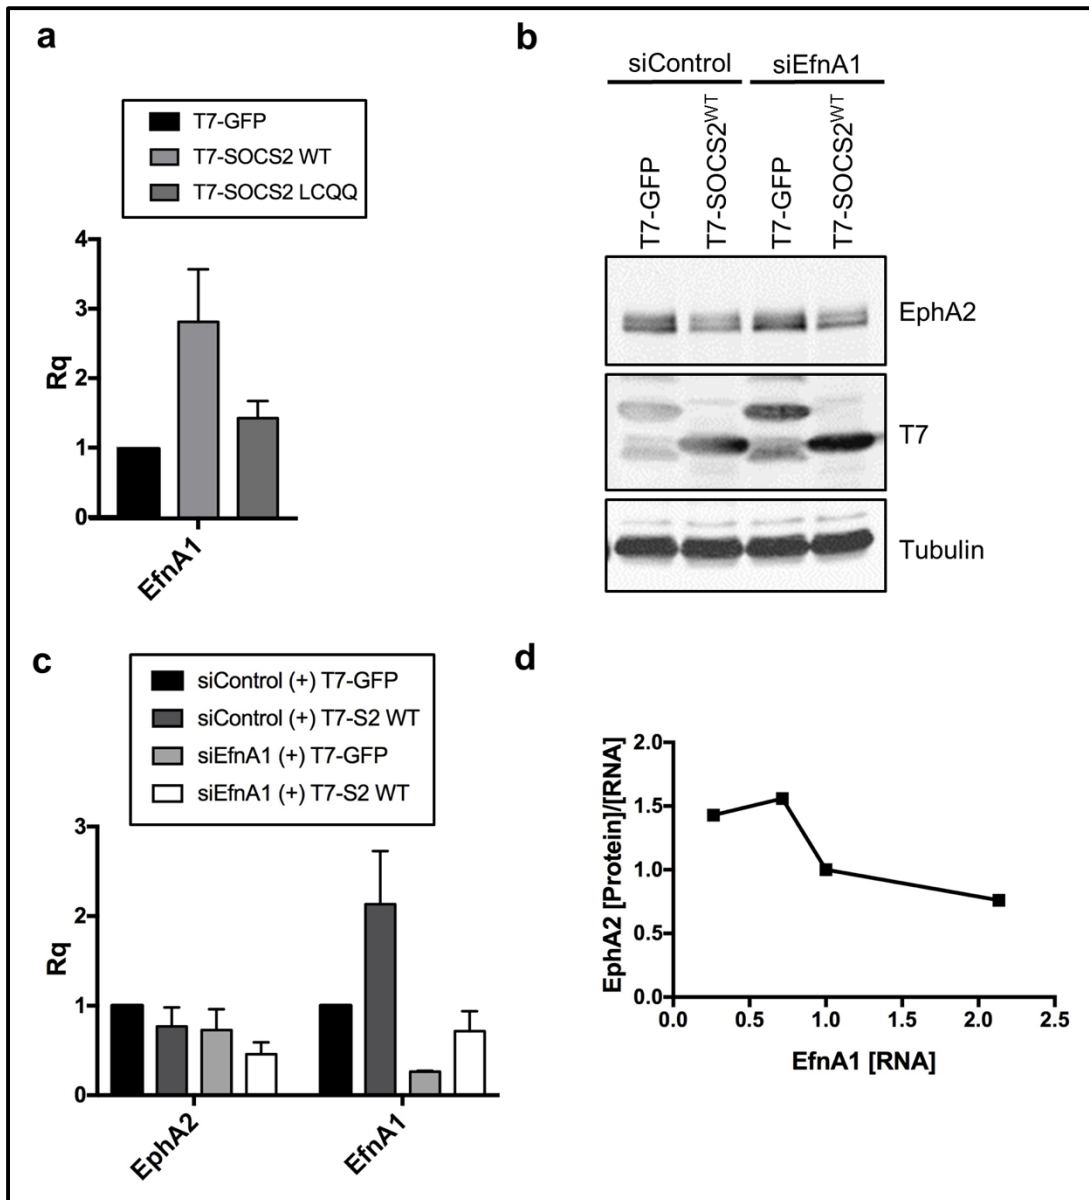 a
T7-GFP
T7-SOCS2 WT
T7-SOCS2 LCQQ
4
3
2
1
0
Rq
EfnA1
b
siControl siEfnA1
T7-GFP T7-SOCS2WT T7-GFP T7-SOCS2WT
EphA2
T7
Tubulin
c
siControl (+) T7-GFP
siControl (+) T7-S2 WT
siEfnA1 (+) T7-GFP
siEfnA1 (+) T7-S2 WT
3
2
1
0
Rq
EphA2 EfnA1
d
EphA2 [Protein]/[RNA]
2.0
1.5
1.0
0.5
0.0
0.0 0.5 1.0 1.5 2.0 2.5
EfnA1 [RNA]